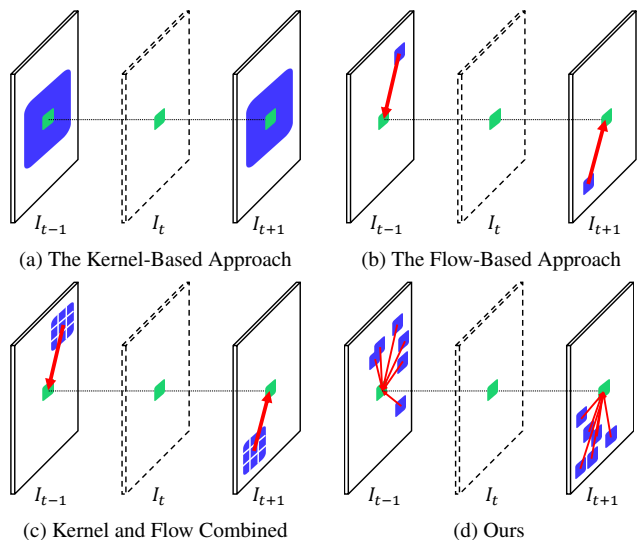 I_{t-1} I_t I_{t+1} I_{t-1} I_t I_{t+1}
(a) The Kernel-Based Approach (b) The Flow-Based Approach
I_{t-1} I_t I_{t+1} I_{t-1} I_t I_{t+1}
(c) Kernel and Flow Combined (d) Ours